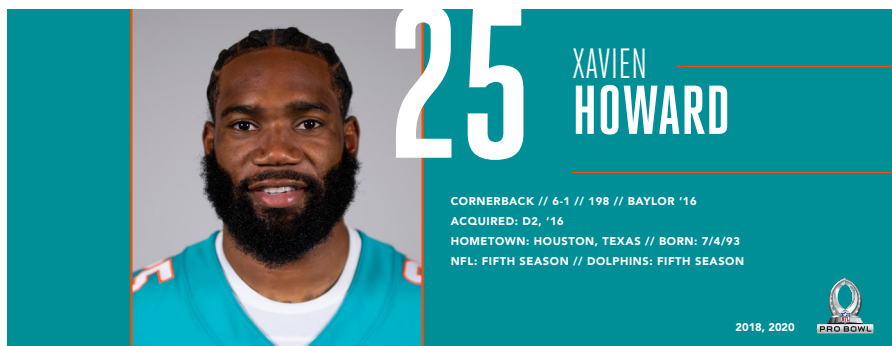 25
XAVIEN
HOWARD
CORNERBACK // 6-1 // 198 // BAYLOR ’16
ACQUIRED: D2, ’16
HOMETOWN: HOUSTON, TEXAS // BORN: 7/4/93
NFL: FIFTH SEASON // DOLPHINS: FIFTH SEASON
2018, 2020
NFL
PRO BOWL